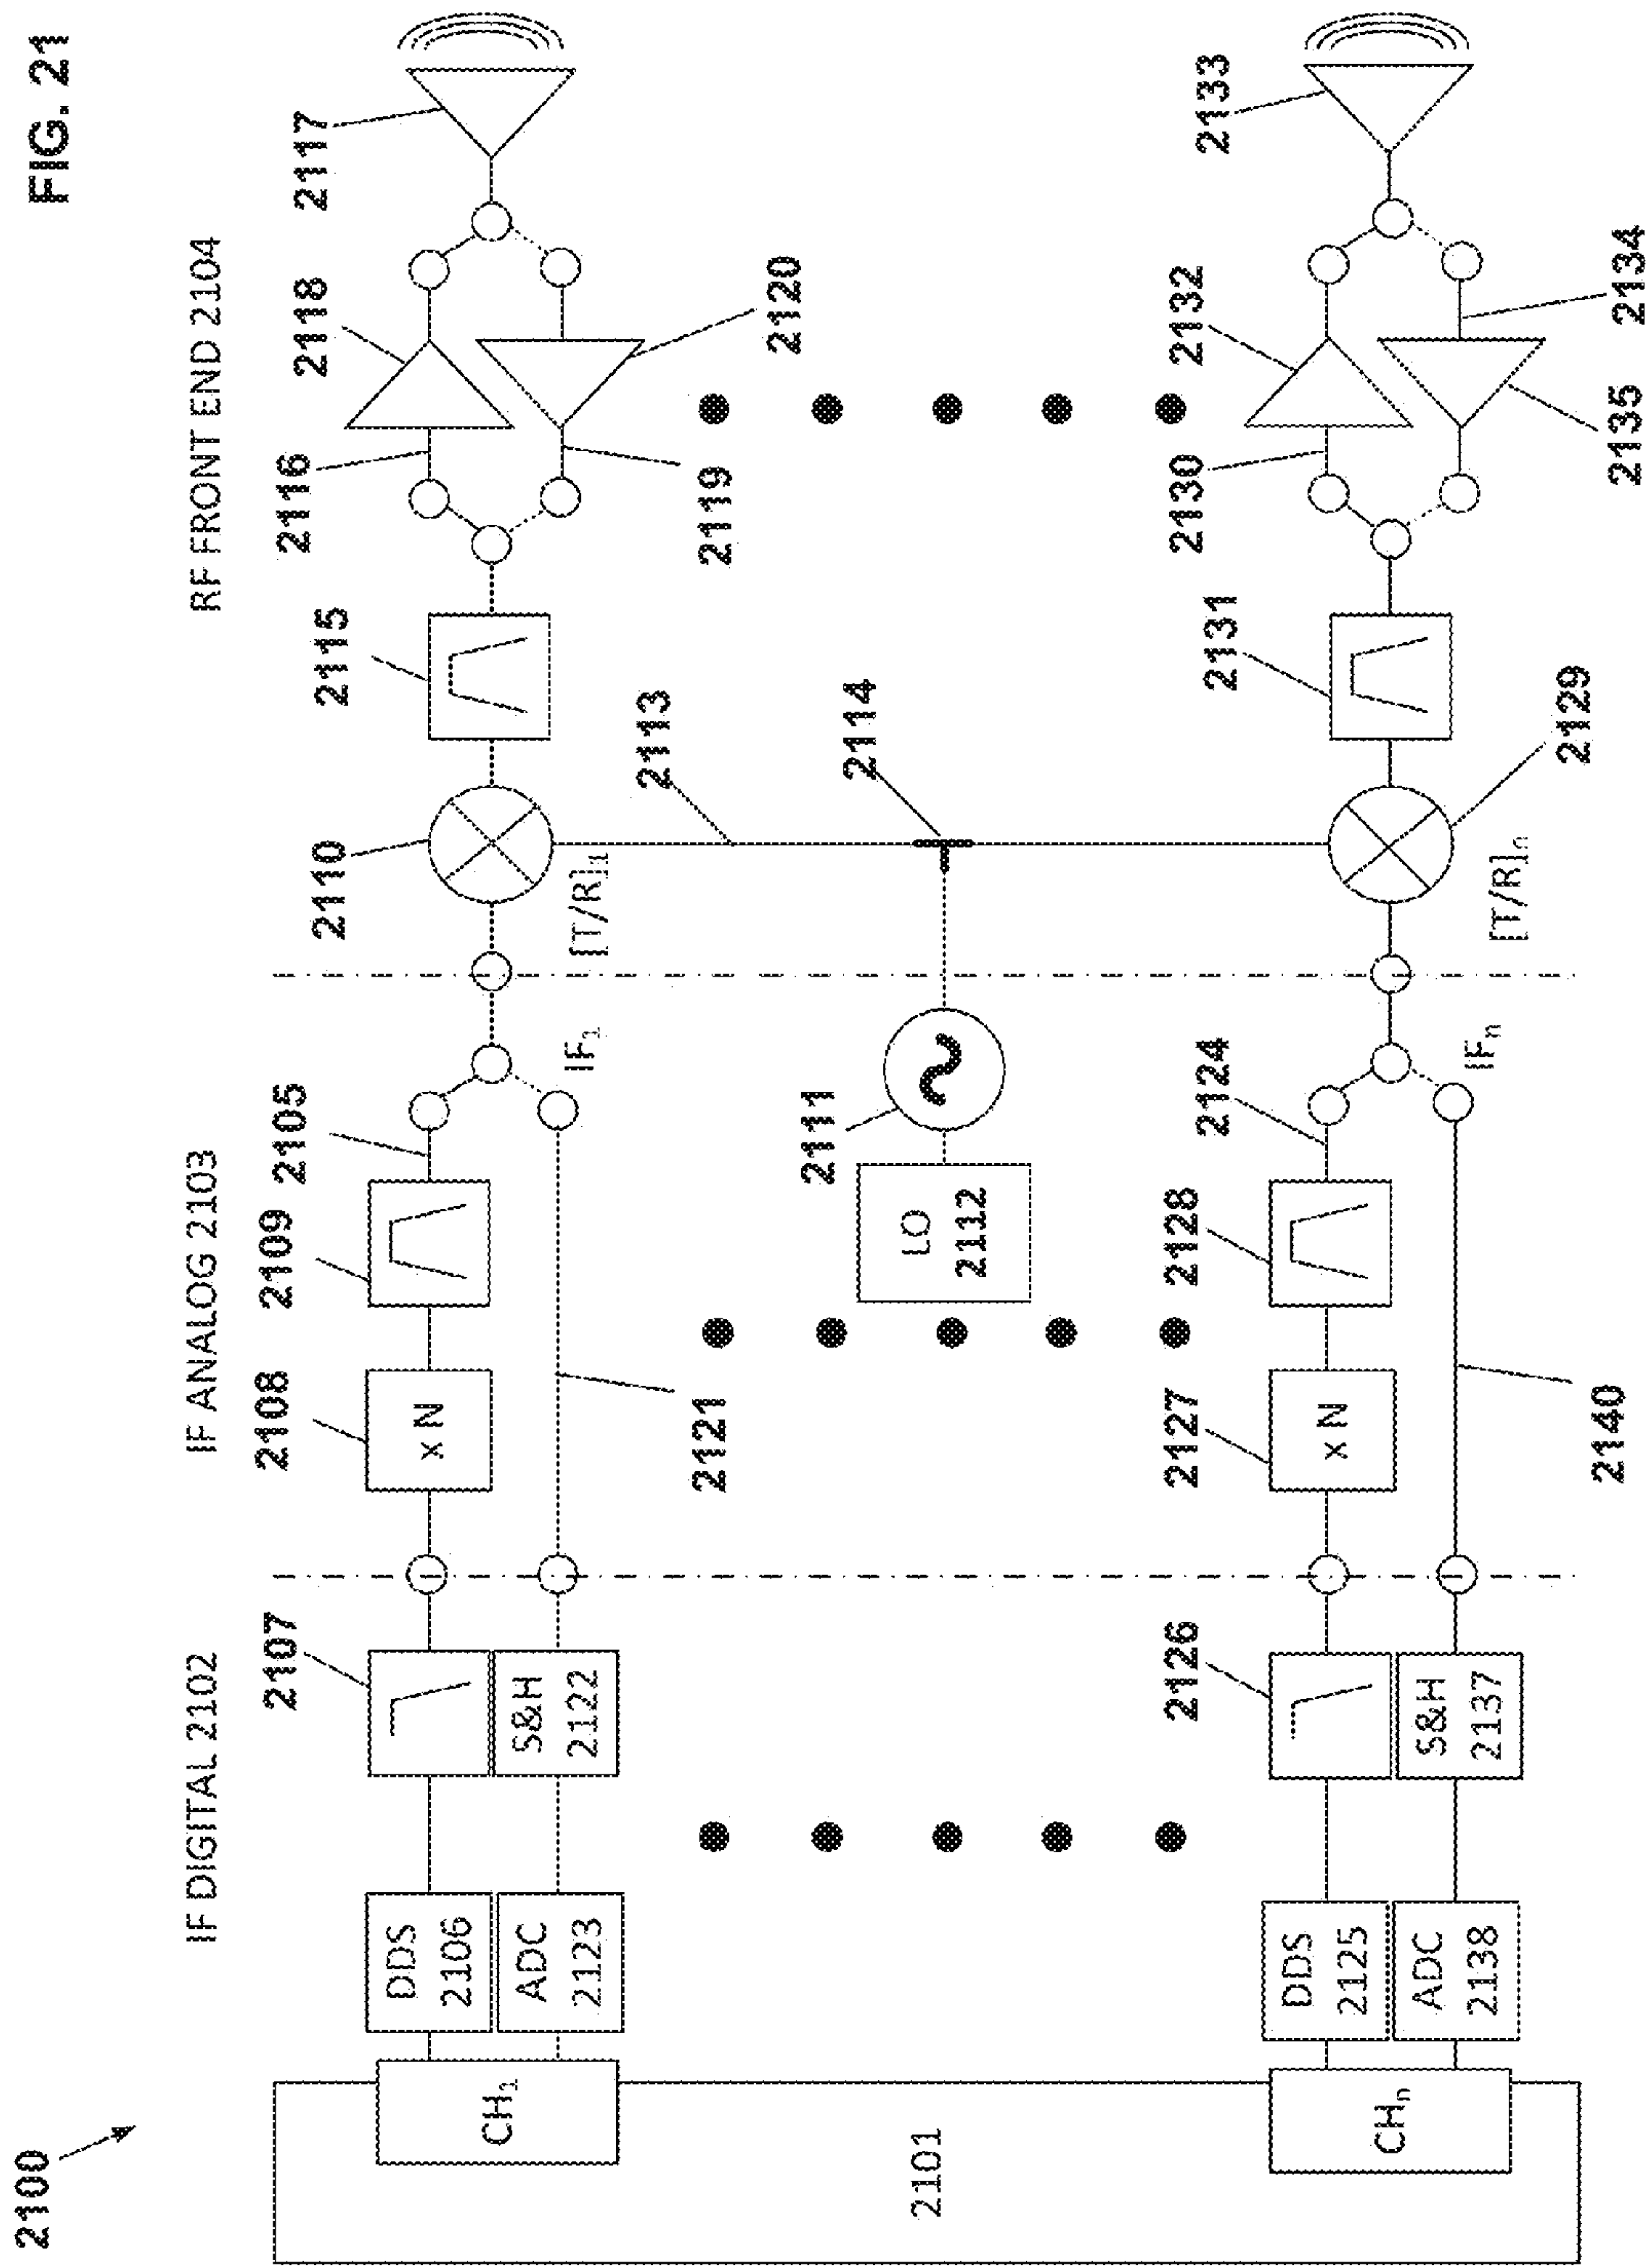 FIG. 21
2100
IF DIGITAL 2102
IF ANALOG 2103
RF FRONT END 2104
2107
2108
2109
2105
2110
2115
2116
2118
2117
DDS
2106
ADC
2123
S&H
2122
x N
CH1
IF1
[T/R]1
2121
2113
2119
2120
2101
LO
2112
2111
2114
2126
2127
2128
2124
2131
2130
2132
2133
DDS
2125
ADC
2138
S&H
2137
x N
CHn
IFn
[T/R]n
2140
2129
2135
2134